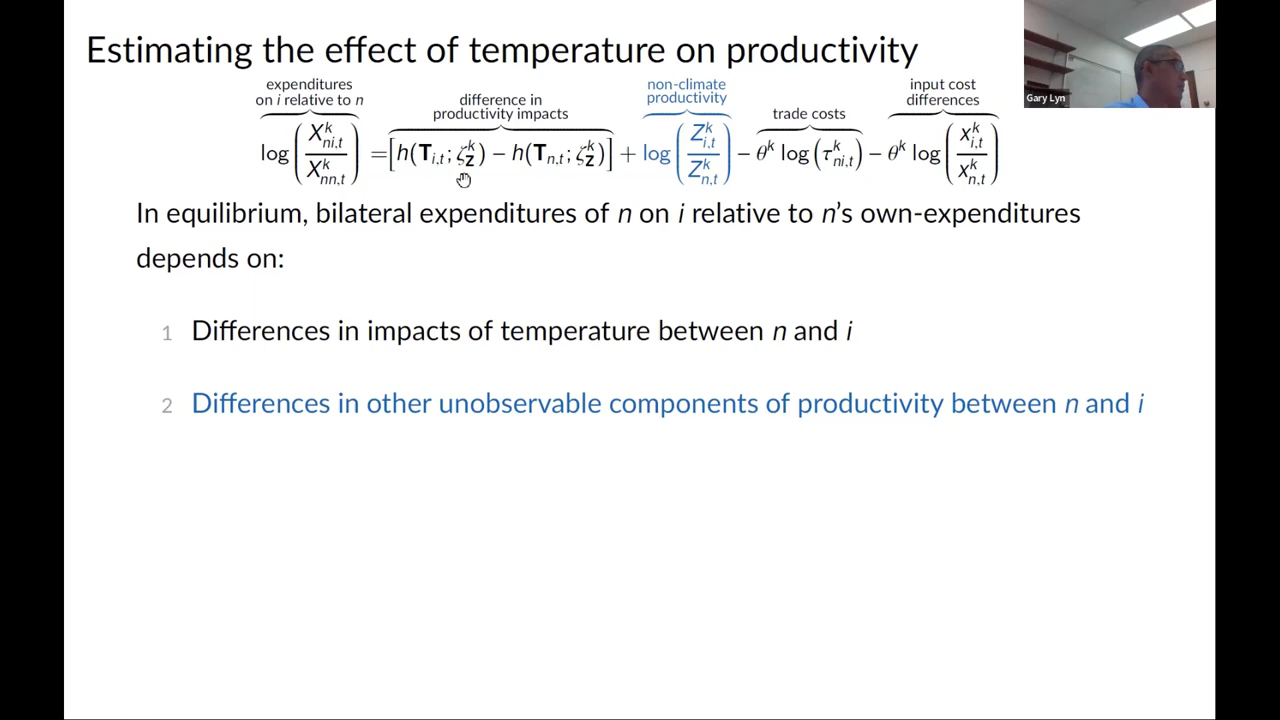 Estimating the effect of temperature on productivity
expenditures on i relative to n
difference in productivity impacts
non-climate productivity
trade costs
input cost differences
log(X^k_{ni,t} / X^k_{nn,t}) = [h(T_{i,t}; ζ^k_Z) − h(T_{n,t}; ζ^k_Z)] + log(Z^k_{i,t} / Z^k_{n,t}) − θ^k log(τ^k_{ni,t}) − θ^k log(x^k_{i,t} / x^k_{n,t})
In equilibrium, bilateral expenditures of n on i relative to n’s own-expenditures
depends on:
1 Differences in impacts of temperature between n and i
2 Differences in other unobservable components of productivity between n and i
Gary Lyn